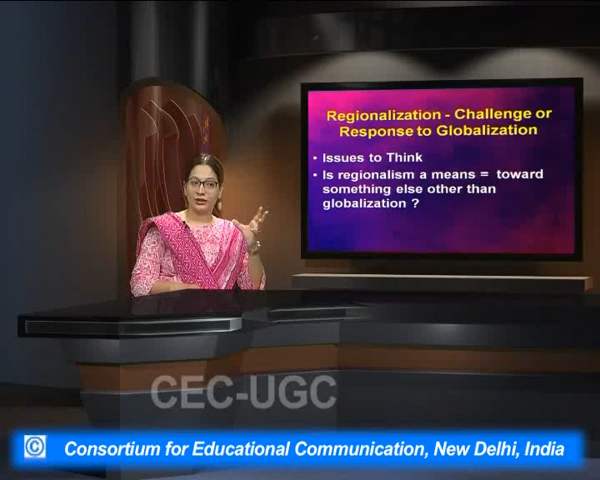 Regionalization - Challenge or
Response to Globalization
• Issues to Think
• Is regionalism a means = toward
something else other than
globalization ?
CEC-UGC
© Consortium for Educational Communication, New Delhi, India